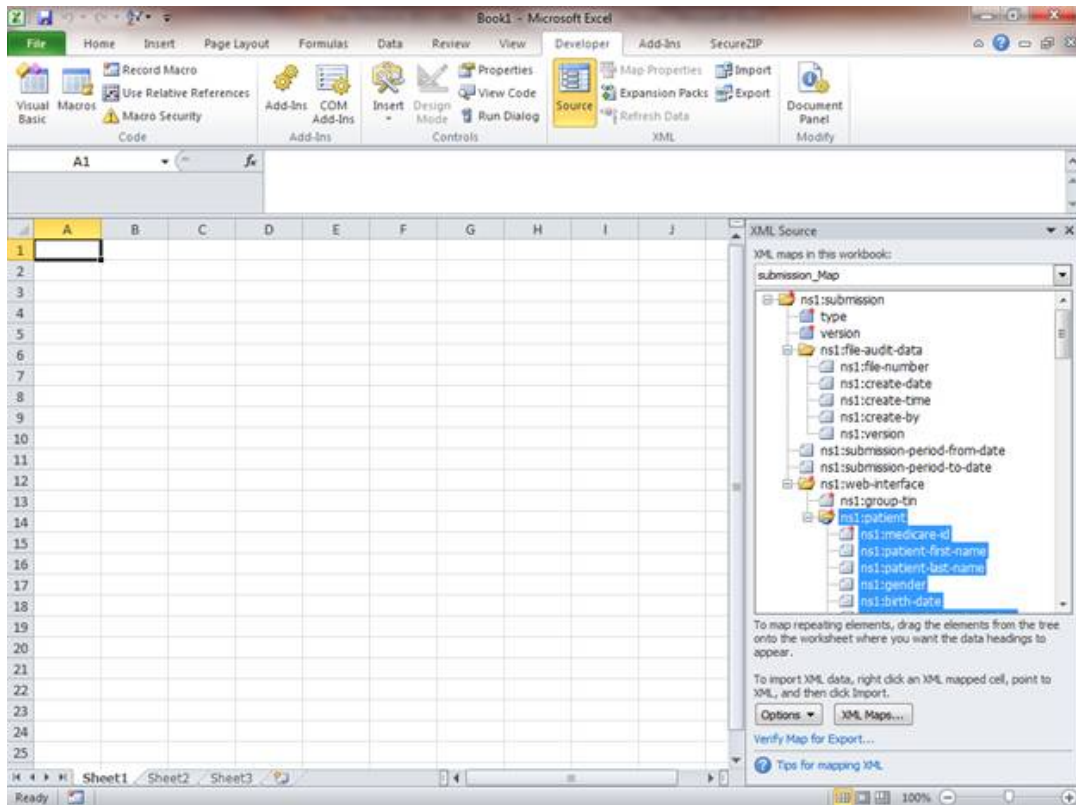 Book1 - Microsoft Excel
File Home Insert Page Layout Formulas Data Review View Developer Add-Ins SecureZIP
Visual Basic
Macros
Record Macro
Use Relative References
Macro Security
Code
Add-Ins
COM Add-Ins
Add-Ins
Insert
Design Mode
Properties
View Code
Run Dialog
Controls
Source
Map Properties
Expansion Packs
Refresh Data
Import
Export
XML
Document Panel
Modify
A1
fx
A B C D E F G H I J
1
2
3
4
5
6
7
8
9
10
11
12
13
14
15
16
17
18
19
20
21
22
23
24
25
XML Source
XML maps in this workbook:
submission_Map
ns1:submission
type
version
ns1:file-audit-data
ns1:file-number
ns1:create-date
ns1:create-time
ns1:create-by
ns1:version
ns1:submission-period-from-date
ns1:submission-period-to-date
ns1:web-interface
ns1:group-tin
ns1:patient
ns1:medicare-id
ns1:patient-first-name
ns1:patient-last-name
ns1:gender
ns1:birth-date
To map repeating elements, drag the elements from the tree
onto the worksheet where you want the data headings to
appear.
To import XML data, right click an XML mapped cell, point to
XML, and then click Import.
Options XML Maps...
Verify Map for Export...
Tips for mapping XML
Sheet1 Sheet2 Sheet3
Ready 100%